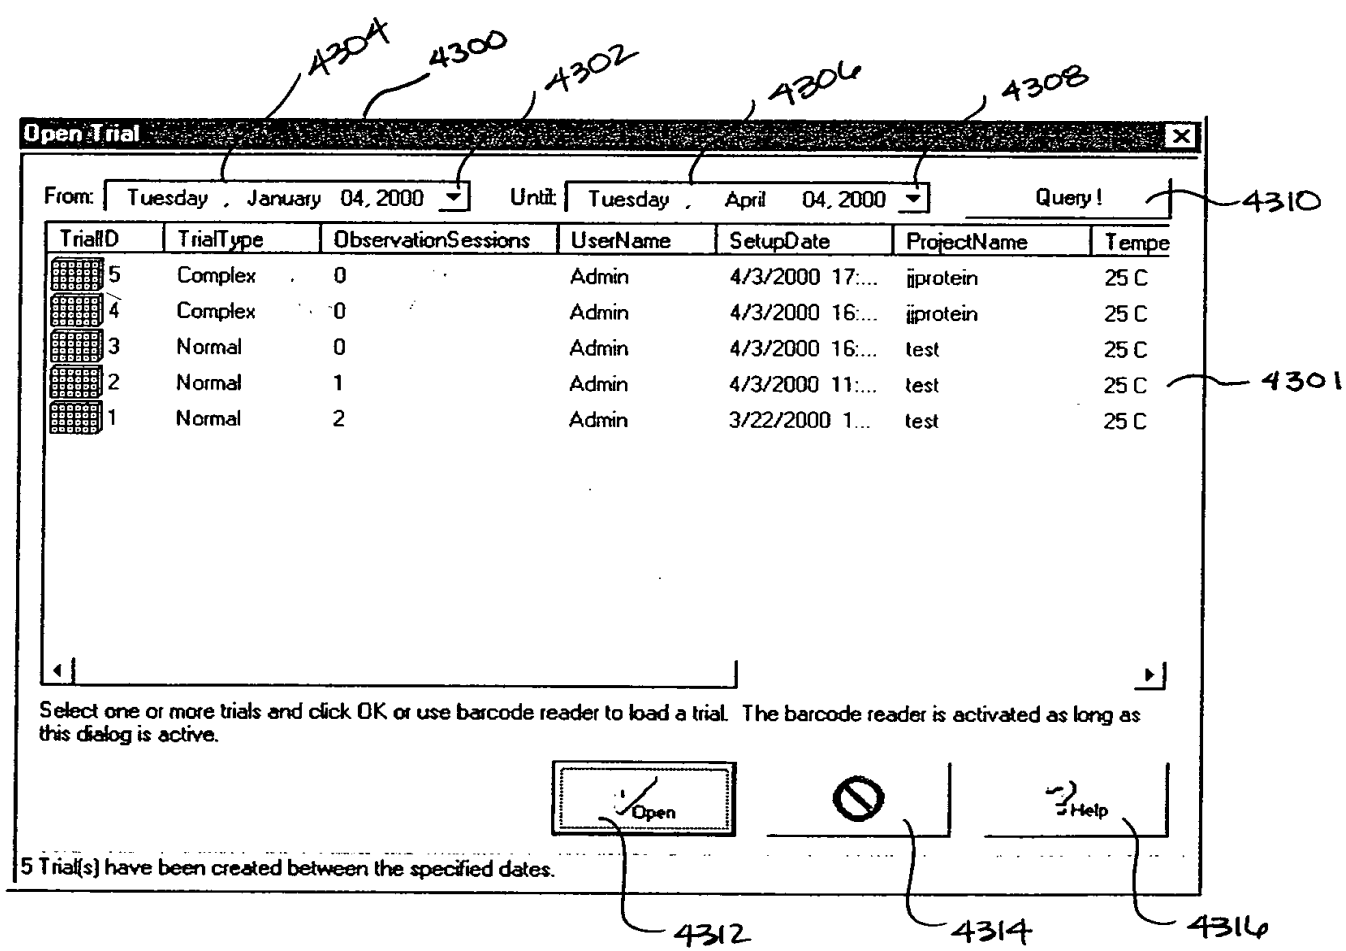 4304 4300 4302 4306 4308
Open Trial
From: Tuesday , January 04, 2000 Until: Tuesday , April 04, 2000 Query ! 4310
TrialID TrialType ObservationSessions UserName SetupDate ProjectName Tempe
5 Complex 0 Admin 4/3/2000 17:... jjprotein 25 C
4 Complex 0 Admin 4/3/2000 16:... jjprotein 25 C
3 Normal 0 Admin 4/3/2000 16:... test 25 C
2 Normal 1 Admin 4/3/2000 11:... test 25 C 4301
1 Normal 2 Admin 3/22/2000 1... test 25 C
Select one or more trials and click OK or use barcode reader to load a trial. The barcode reader is activated as long as
this dialog is active.
Open Help
5 Trial(s) have been created between the specified dates.
4312 4314 4316